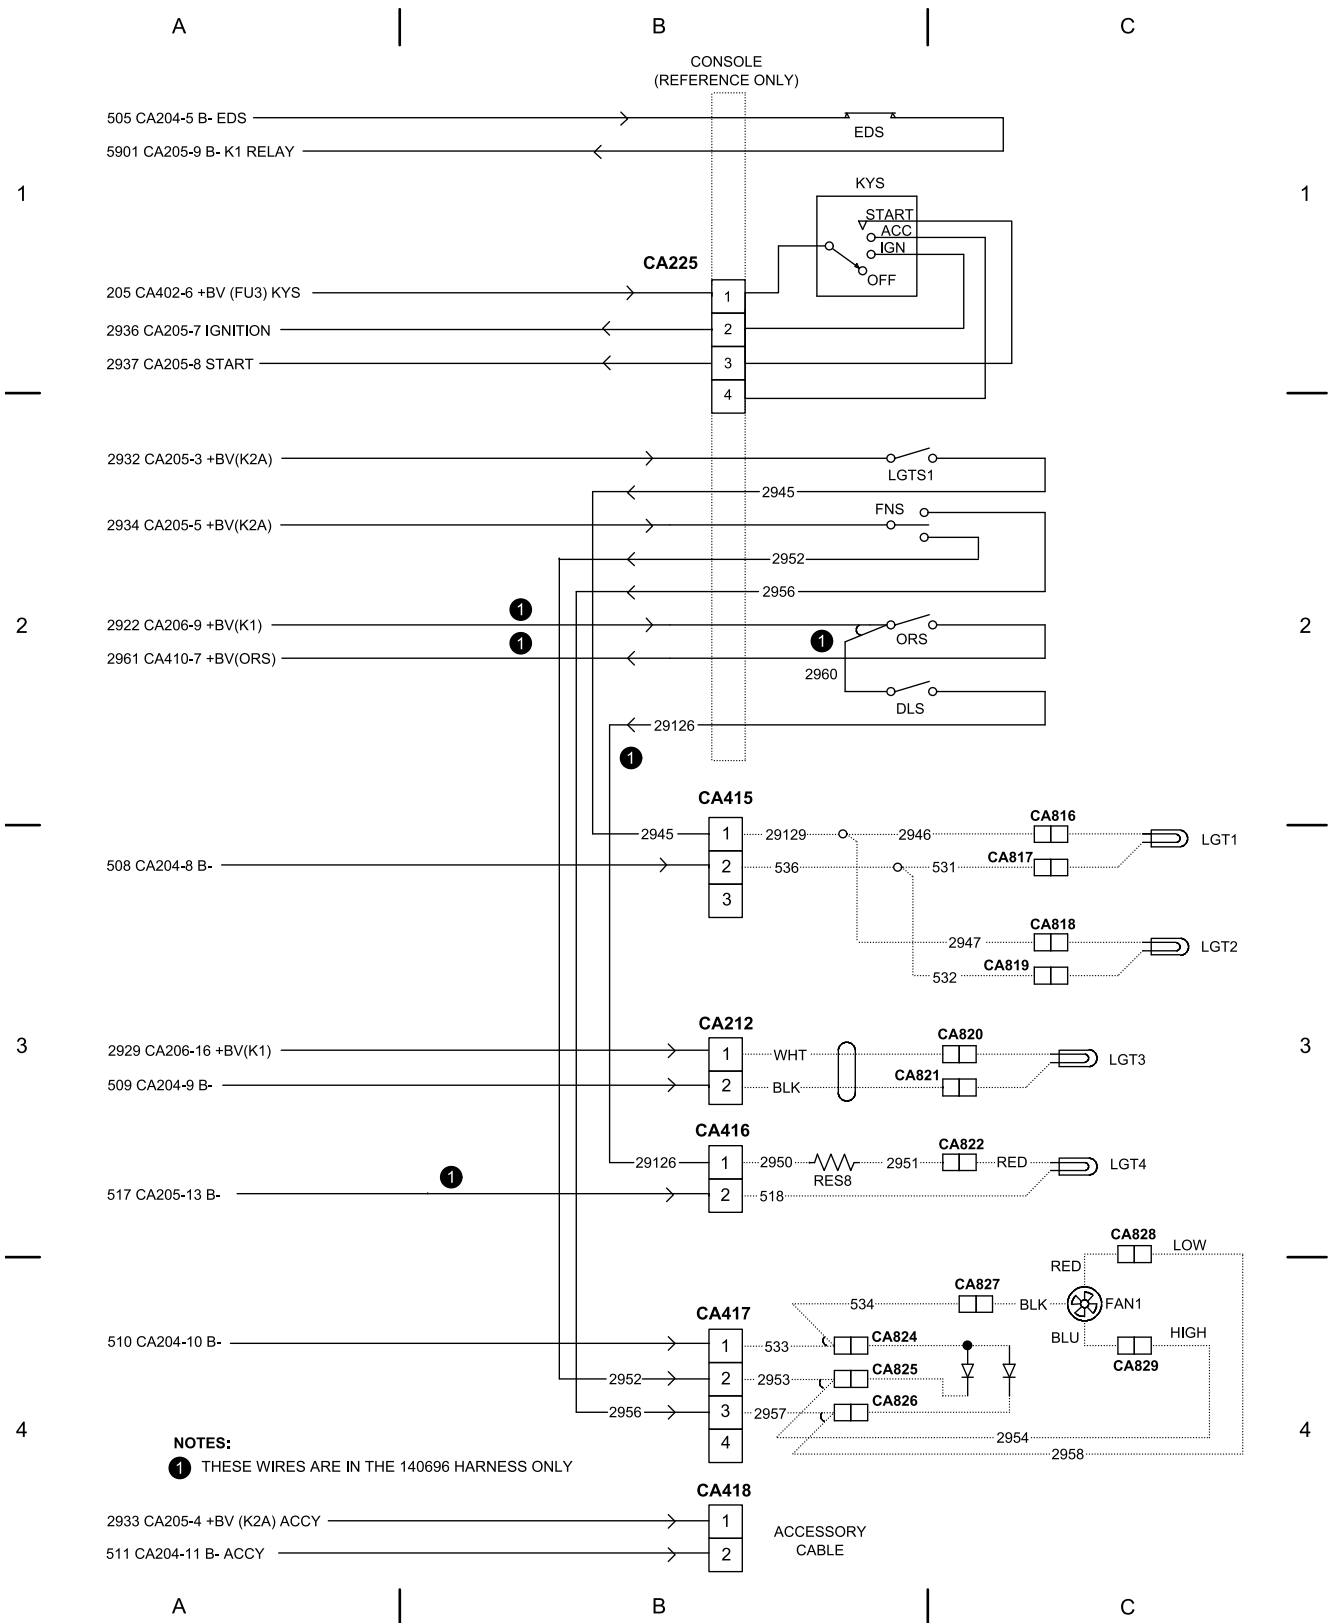 A B C
CONSOLE
(REFERENCE ONLY)
505 CA204-5 B- EDS
EDS
5901 CA205-9 B- K1 RELAY
1 1
KYS
START
ACC
IGN
OFF
CA225
205 CA402-6 +BV (FU3) KYS
1
2936 CA205-7 IGNITION
2
2937 CA205-8 START
3
4
2932 CA205-3 +BV(K2A)
LGTS1
2945
FNS
2934 CA205-5 +BV(K2A)
2952
2956
1
2 2
2922 CA206-9 +BV(K1)
1
1
ORS
2961 CA410-7 +BV(ORS)
2960
DLS
29126
1
CA415
CA816
2945 1 29129 2946
LGT1
CA817
508 CA204-8 B-
2 536 531
3
CA818
2947
LGT2
CA819
532
CA212
CA820
3 3
2929 CA206-16 +BV(K1)
1 WHT
LGT3
CA821
509 CA204-9 B-
2 BLK
CA416
CA822
29126 1 2950 2951 RED
LGT4
RES8
1
517 CA205-13 B-
2 518
CA828
LOW
RED
CA827
534
BLK
FAN1
CA417
BLU
HIGH
CA829
510 CA204-10 B-
1 533
CA824
2952 2 2953
CA825
2956 3 2957
CA826
4 4
4
2954
2958
NOTES:
1 THESE WIRES ARE IN THE 140696 HARNESS ONLY
CA418
2933 CA205-4 +BV (K2A) ACCY
1
ACCESSORY
CABLE
511 CA204-11 B- ACCY
2
A B C